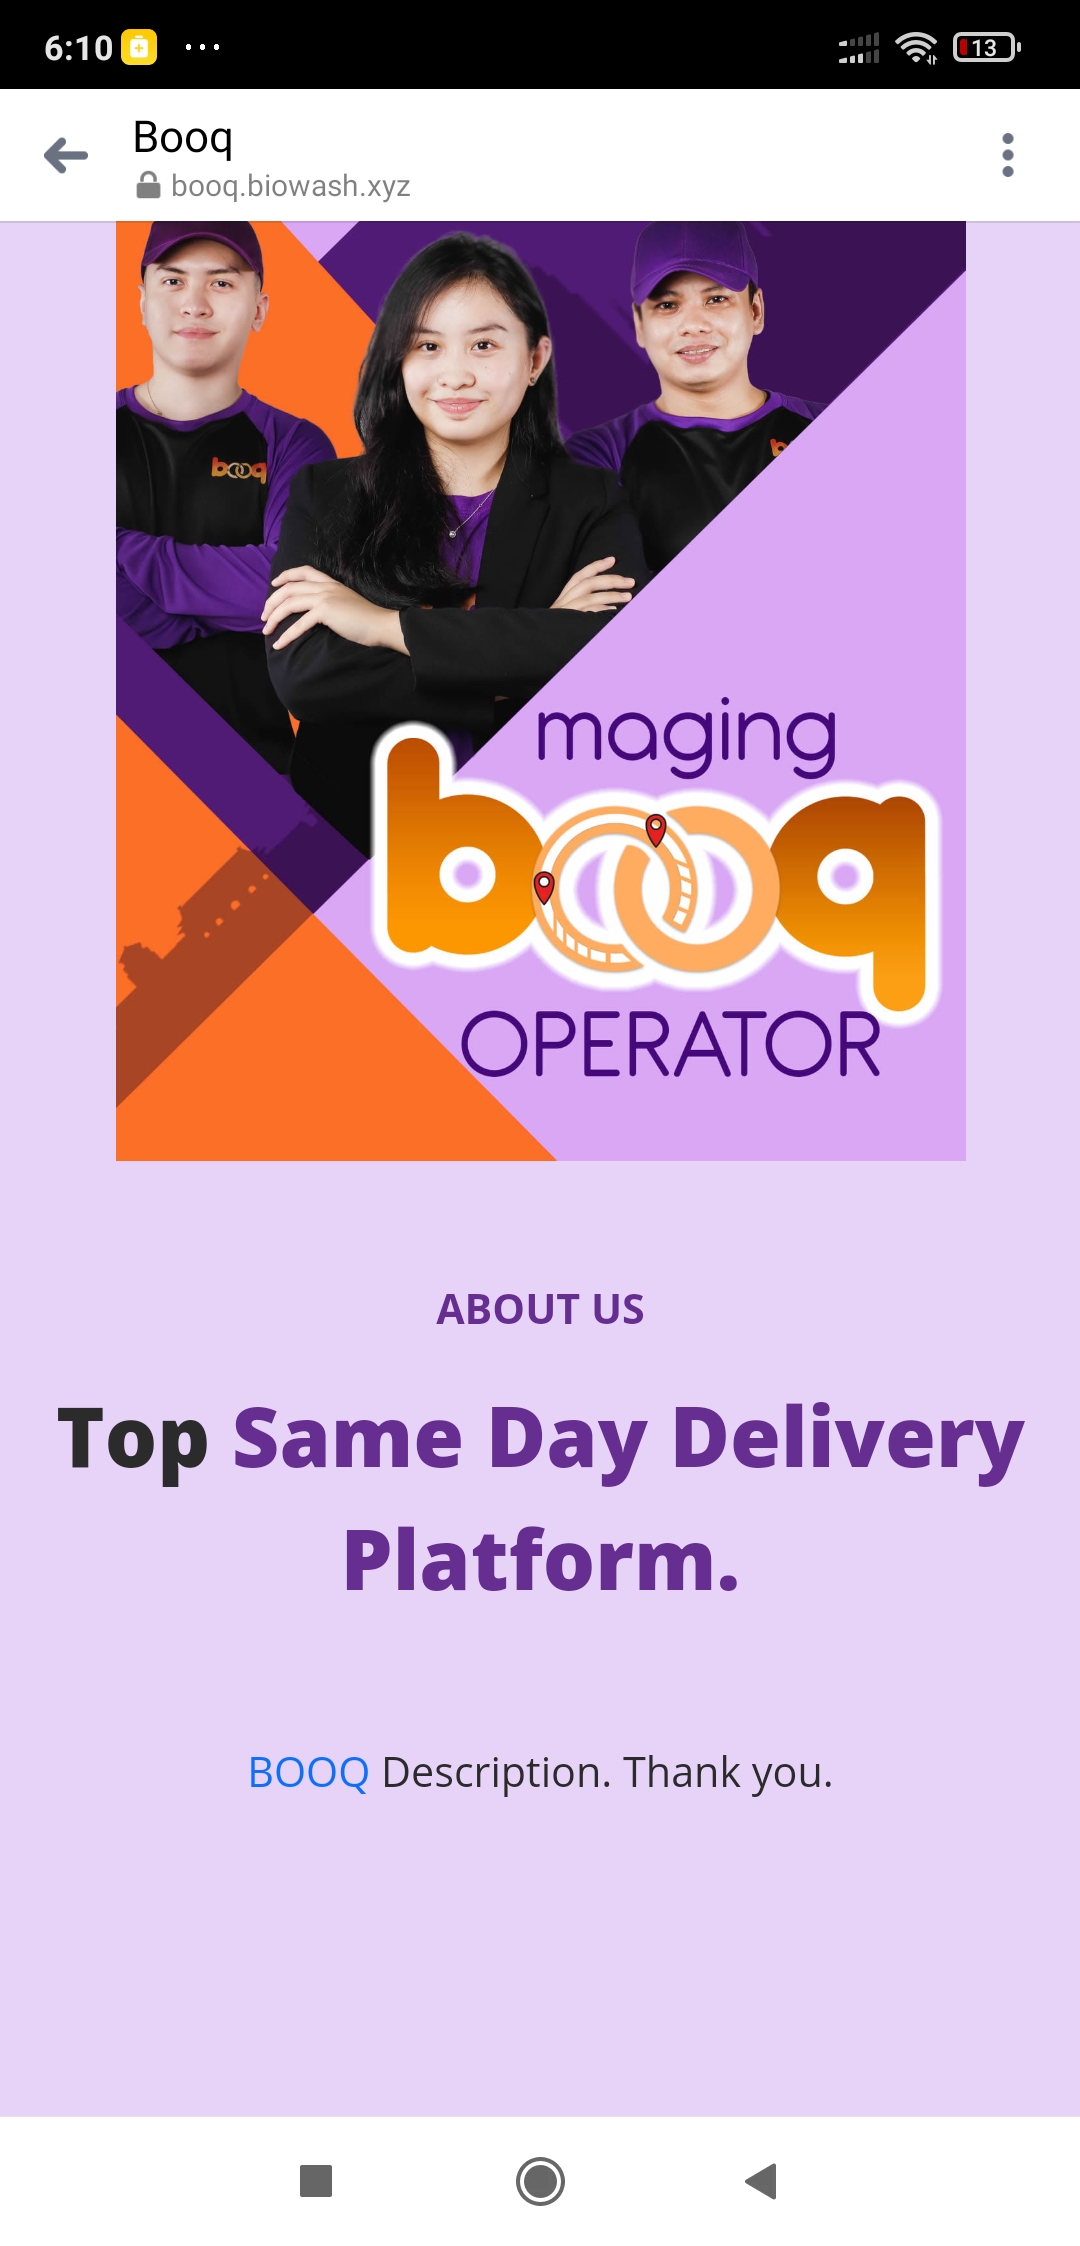 6:10
13
Booq
booq.biowash.xyz
booq
maging
booq
OPERATOR
ABOUT US
Top Same Day Delivery
Platform.
BOOQ Description. Thank you.